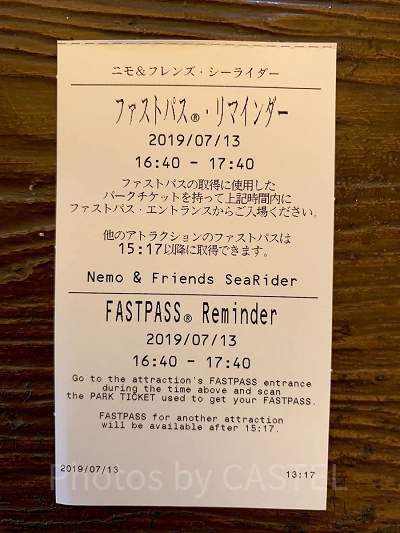 ニモ＆フレンズ・シーライダー
ファストパス®・リマインダー
2019/07/13
16:40 - 17:40
ファストパスの取得に使用した
パークチケットを持って上記時間内に
ファストパス・エントランスからご入場ください。
他のアトラクションのファストパスは
15:17以降に取得できます。
Nemo & Friends SeaRider
FASTPASS® Reminder
2019/07/13
16:40 - 17:40
Go to the attraction's FASTPASS entrance
during the time above and scan
the PARK TICKET used to get your FASTPASS.
FASTPASS for another attraction
will be available after 15:17.
2019/07/13
13:17
Photos by CASTEL